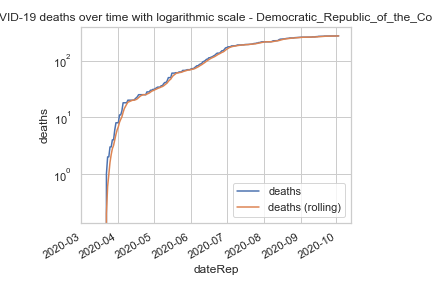 VID-19 deaths over time with logarithmic scale - Democratic_Republic_of_the_Co
10²
10¹
10⁰
deaths
deaths
deaths (rolling)
2020-03
2020-04
2020-05
2020-06
2020-07
2020-08
2020-09
2020-10
dateRep